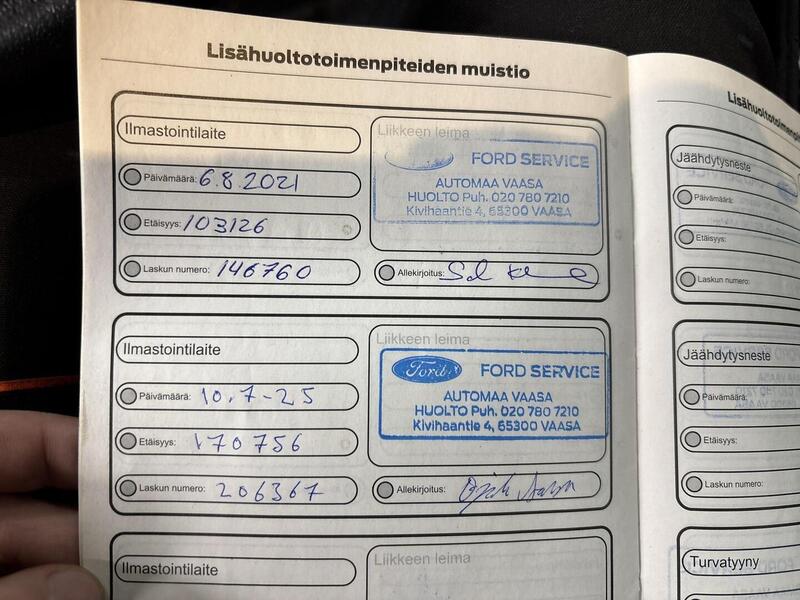 Lisähuoltotoimenpiteiden muistio
Ilmastointilaite
Liikkeen leima
Päivämäärä: 6.8.2021
FORD SERVICE
AUTOMAA VAASA
HUOLTO Puh. 020 780 7210
Kivihaantie 4, 65300 VAASA
Etäisyys: 103126
Laskun numero: 146760
Allekirjoitus:
Ilmastointilaite
Liikkeen leima
Ford
FORD SERVICE
AUTOMAA VAASA
HUOLTO Puh. 020 780 7210
Kivihaantie 4, 65300 VAASA
Päivämäärä: 10.7-25
Etäisyys: 170756
Laskun numero: 206367
Allekirjoitus:
Ilmastointilaite
Liikkeen leima
Jäähdytysneste
Päivämäärä:
Etäisyys:
Laskun numero:
Jäähdytysneste
Päivämäärä:
Etäisyys:
Laskun numero:
Turvatyyny